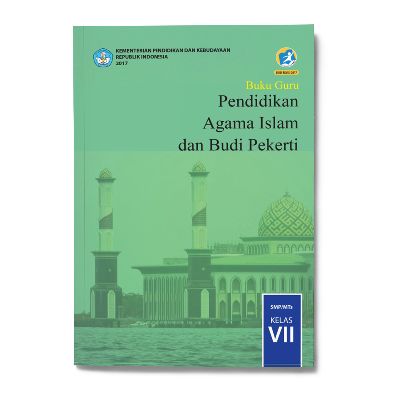 KEMENTERIAN PENDIDIKAN DAN KEBUDAYAAN
REPUBLIK INDONESIA
2017
Buku Guru
Pendidikan
Agama Islam
dan Budi Pekerti
SMP/MTs
KELAS
VII